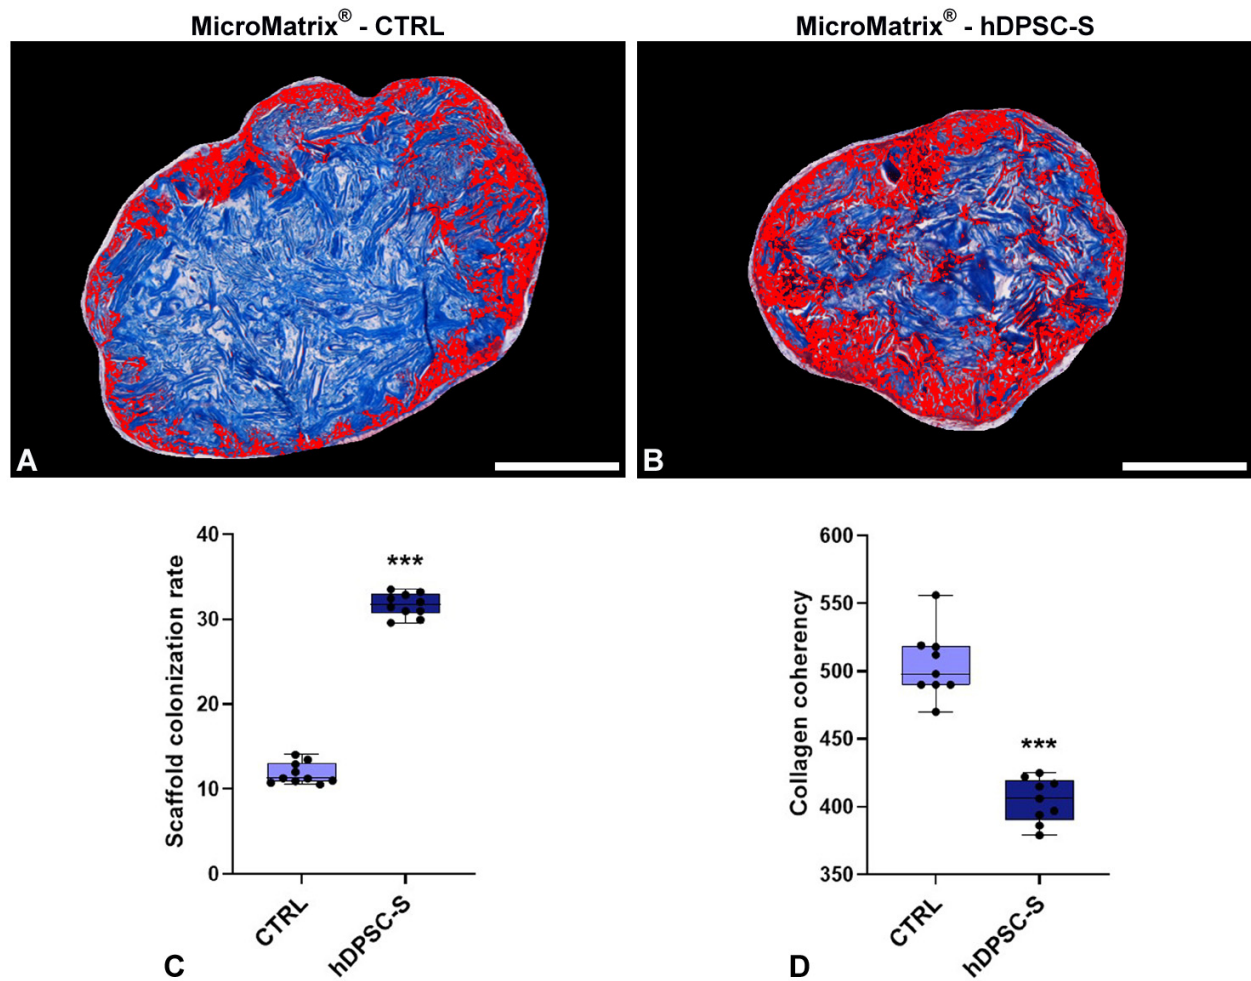 MicroMatrix® - CTRL
MicroMatrix® - hDPSC-S
A
B
Scaffold colonization rate
40
30
20
10
0
***
CTRL
hDPSC-S
C
Collagen coherency
600
550
500
450
400
350
***
CTRL
hDPSC-S
D